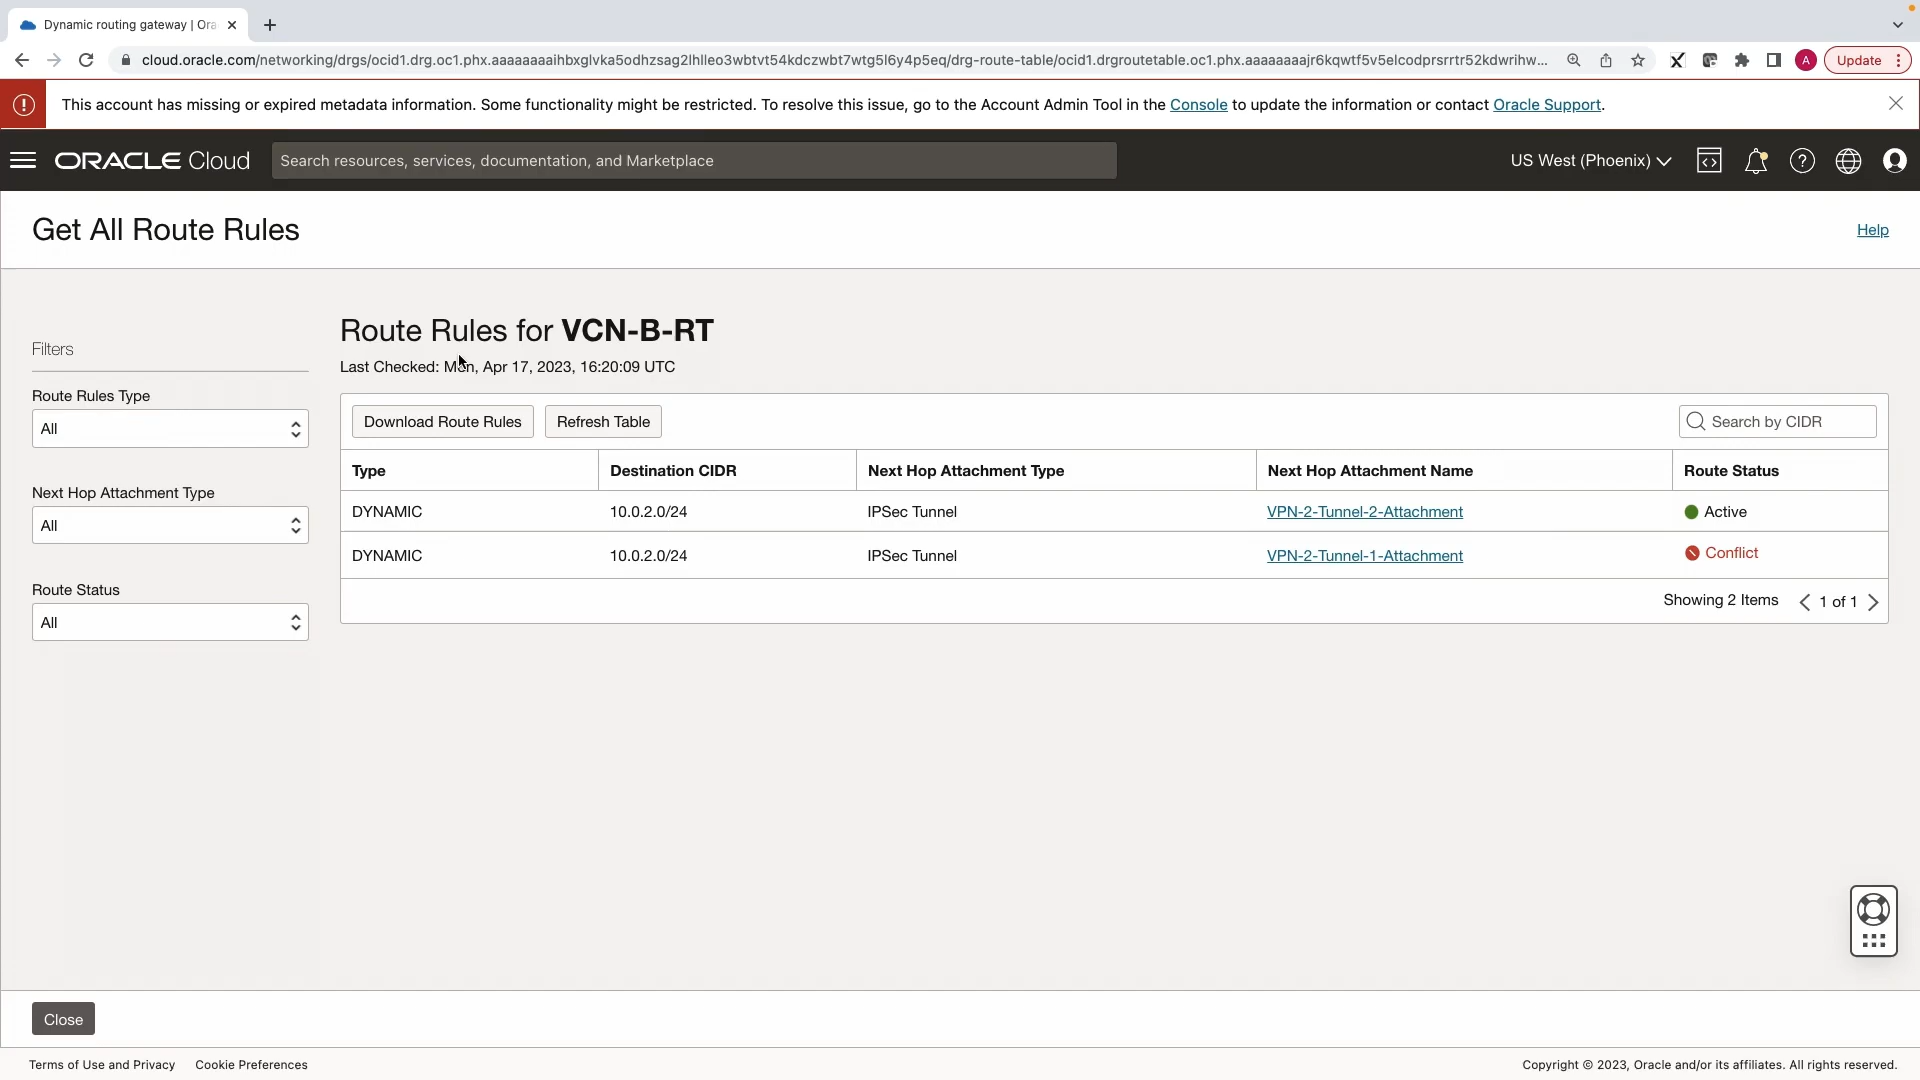 Dynamic routing gateway | Ora
cloud.oracle.com/networking/drgs/ocid1.drg.oc1.phx.aaaaaaaaihbxglvka5odhzsag2lhlleo3wbtvt54kdczwbt7wtg5l6y4p5eq/drg-route-table/ocid1.drgroutetable.oc1.phx.aaaaaaaajr6kqwtf5v5elcodprsrrtr52kdwrihw...
A
Update
This account has missing or expired metadata information. Some functionality might be restricted. To resolve this issue, go to the Account Admin Tool in the Console to update the information or contact Oracle Support.
ORACLE Cloud
Search resources, services, documentation, and Marketplace
US West (Phoenix)
Get All Route Rules
Help
Filters
Route Rules Type
All
Next Hop Attachment Type
All
Route Status
All
Route Rules for VCN-B-RT
Last Checked: Mon, Apr 17, 2023, 16:20:09 UTC
Download Route Rules
Refresh Table
Search by CIDR
Type Destination CIDR Next Hop Attachment Type Next Hop Attachment Name Route Status
DYNAMIC 10.0.2.0/24 IPSec Tunnel VPN-2-Tunnel-2-Attachment Active
DYNAMIC 10.0.2.0/24 IPSec Tunnel VPN-2-Tunnel-1-Attachment Conflict
Showing 2 Items 1 of 1
Close
Terms of Use and Privacy Cookie Preferences
Copyright © 2023, Oracle and/or its affiliates. All rights reserved.